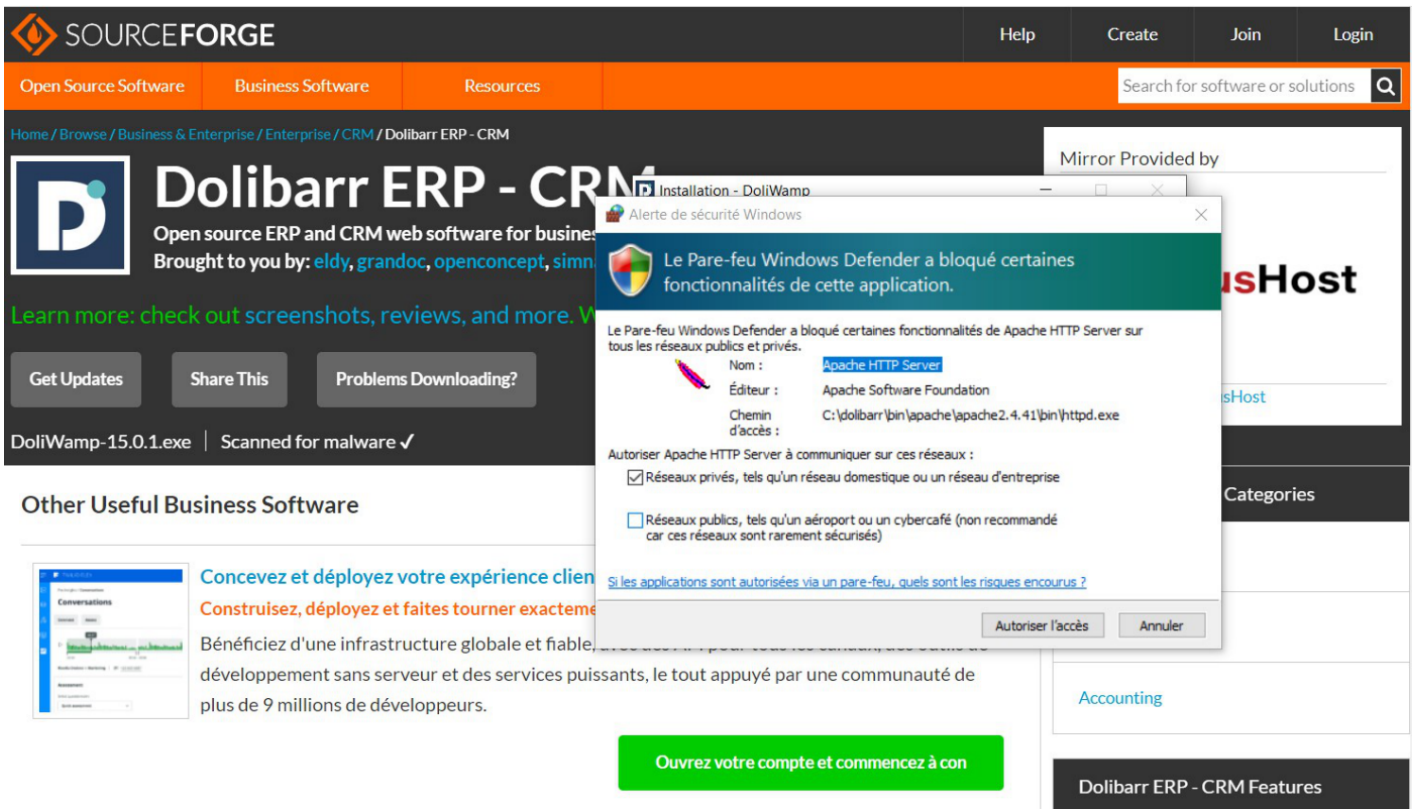 SOURCEFORGE
Help Create Join Login
Open Source Software Business Software Resources
Search for software or solutions
Home / Browse / Business & Enterprise / Enterprise / CRM / Dolibarr ERP - CRM
Dolibarr ERP - CRM
Open source ERP and CRM web software for busines
Brought to you by: eldy, grandoc, openconcept, simn
Learn more: check out screenshots, reviews, and more. W
Get Updates Share This Problems Downloading?
DoliWamp-15.0.1.exe | Scanned for malware ✓
Mirror Provided by
usHost
sHost
Installation - DoliWamp
Alerte de sécurité Windows
Le Pare-feu Windows Defender a bloqué certaines
fonctionnalités de cette application.
Le Pare-feu Windows Defender a bloqué certaines fonctionnalités de Apache HTTP Server sur
tous les réseaux publics et privés.
Nom : Apache HTTP Server
Éditeur : Apache Software Foundation
Chemin C:\dolibarr\bin\apache\apache2.4.41\bin\httpd.exe
d'accès :
Autoriser Apache HTTP Server à communiquer sur ces réseaux :
Réseaux privés, tels qu'un réseau domestique ou un réseau d'entreprise
Réseaux publics, tels qu'un aéroport ou un cybercafé (non recommandé
car ces réseaux sont rarement sécurisés)
Si les applications sont autorisées via un pare-feu, quels sont les risques encourus ?
Autoriser l'accès Annuler
Other Useful Business Software
Conversations
Concevez et déployez votre expérience clien
Construisez, déployez et faites tourner exacteme
Bénéficiez d'une infrastructure globale et fiable,
développement sans serveur et des services puissants, le tout appuyé par une communauté de
plus de 9 millions de développeurs.
Ouvrez votre compte et commencez à con
Categories
Accounting
Dolibarr ERP - CRM Features